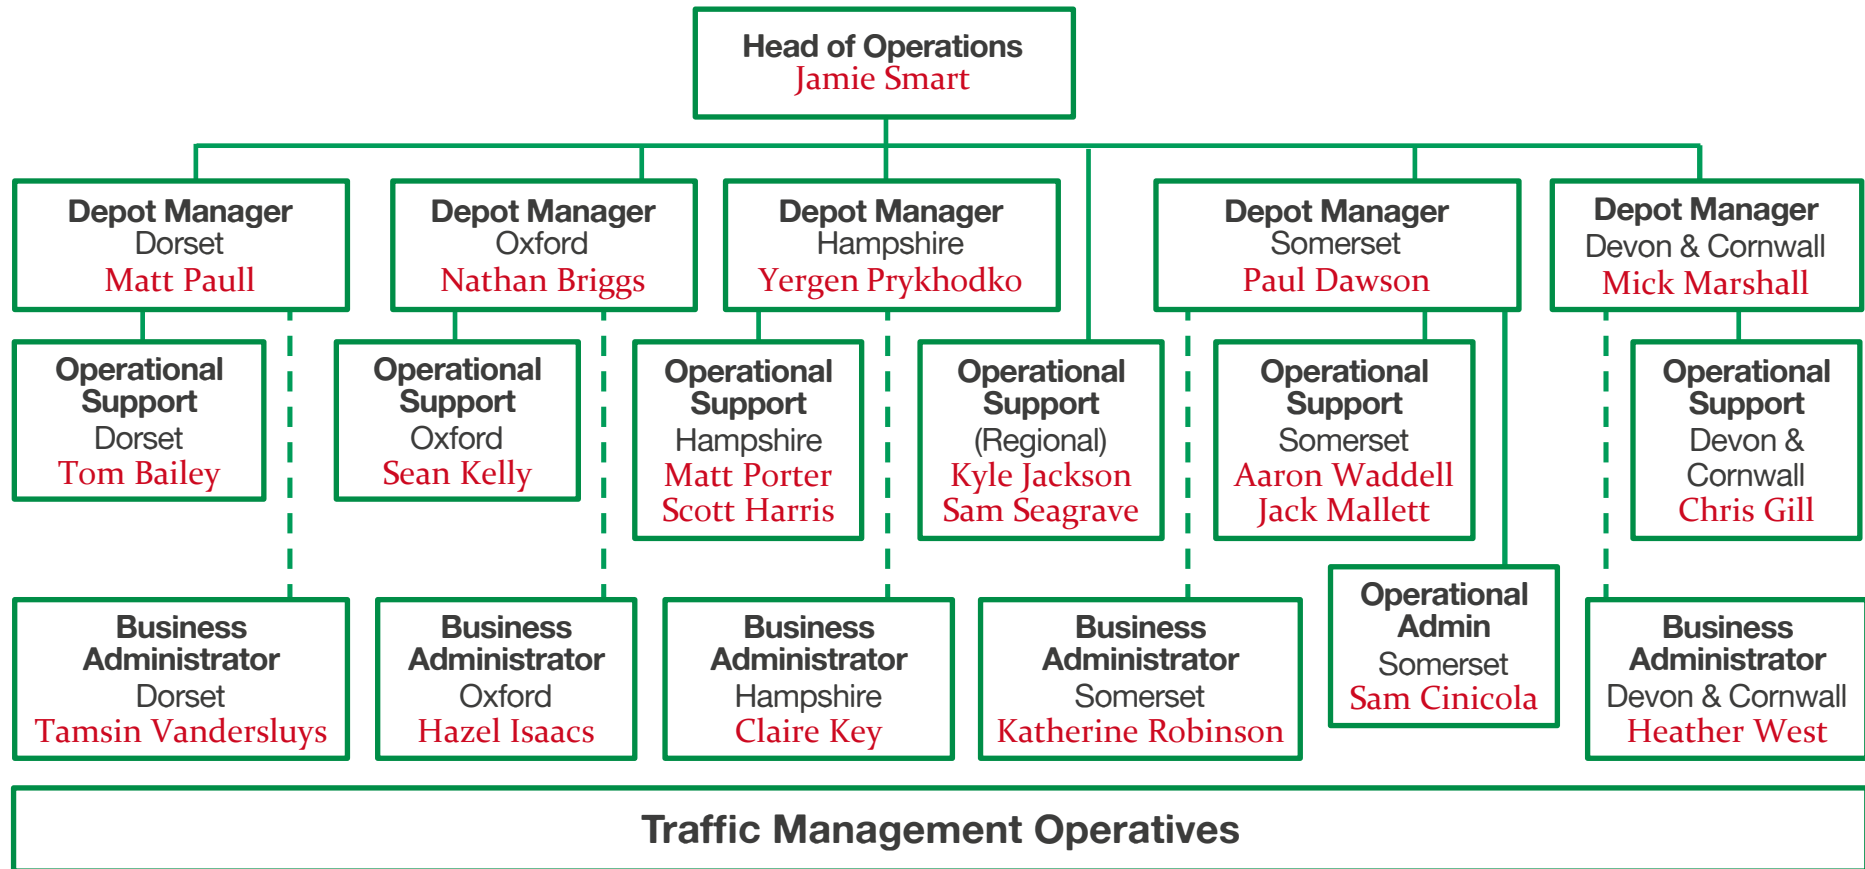 Head of Operations
Jamie Smart
Depot Manager
Dorset
Matt Paull
Depot Manager
Oxford
Nathan Briggs
Depot Manager
Hampshire
Yergen Prykhodko
Depot Manager
Somerset
Paul Dawson
Depot Manager
Devon & Cornwall
Mick Marshall
Operational
Support
Dorset
Tom Bailey
Operational
Support
Oxford
Sean Kelly
Operational
Support
Hampshire
Matt Porter
Scott Harris
Operational
Support
(Regional)
Kyle Jackson
Sam Seagrave
Operational
Support
Somerset
Aaron Waddell
Jack Mallett
Operational
Support
Devon &
Cornwall
Chris Gill
Business
Administrator
Dorset
Tamsin Vandersluys
Business
Administrator
Oxford
Hazel Isaacs
Business
Administrator
Hampshire
Claire Key
Business
Administrator
Somerset
Katherine Robinson
Operational
Admin
Somerset
Sam Cinicola
Business
Administrator
Devon & Cornwall
Heather West
Traffic Management Operatives